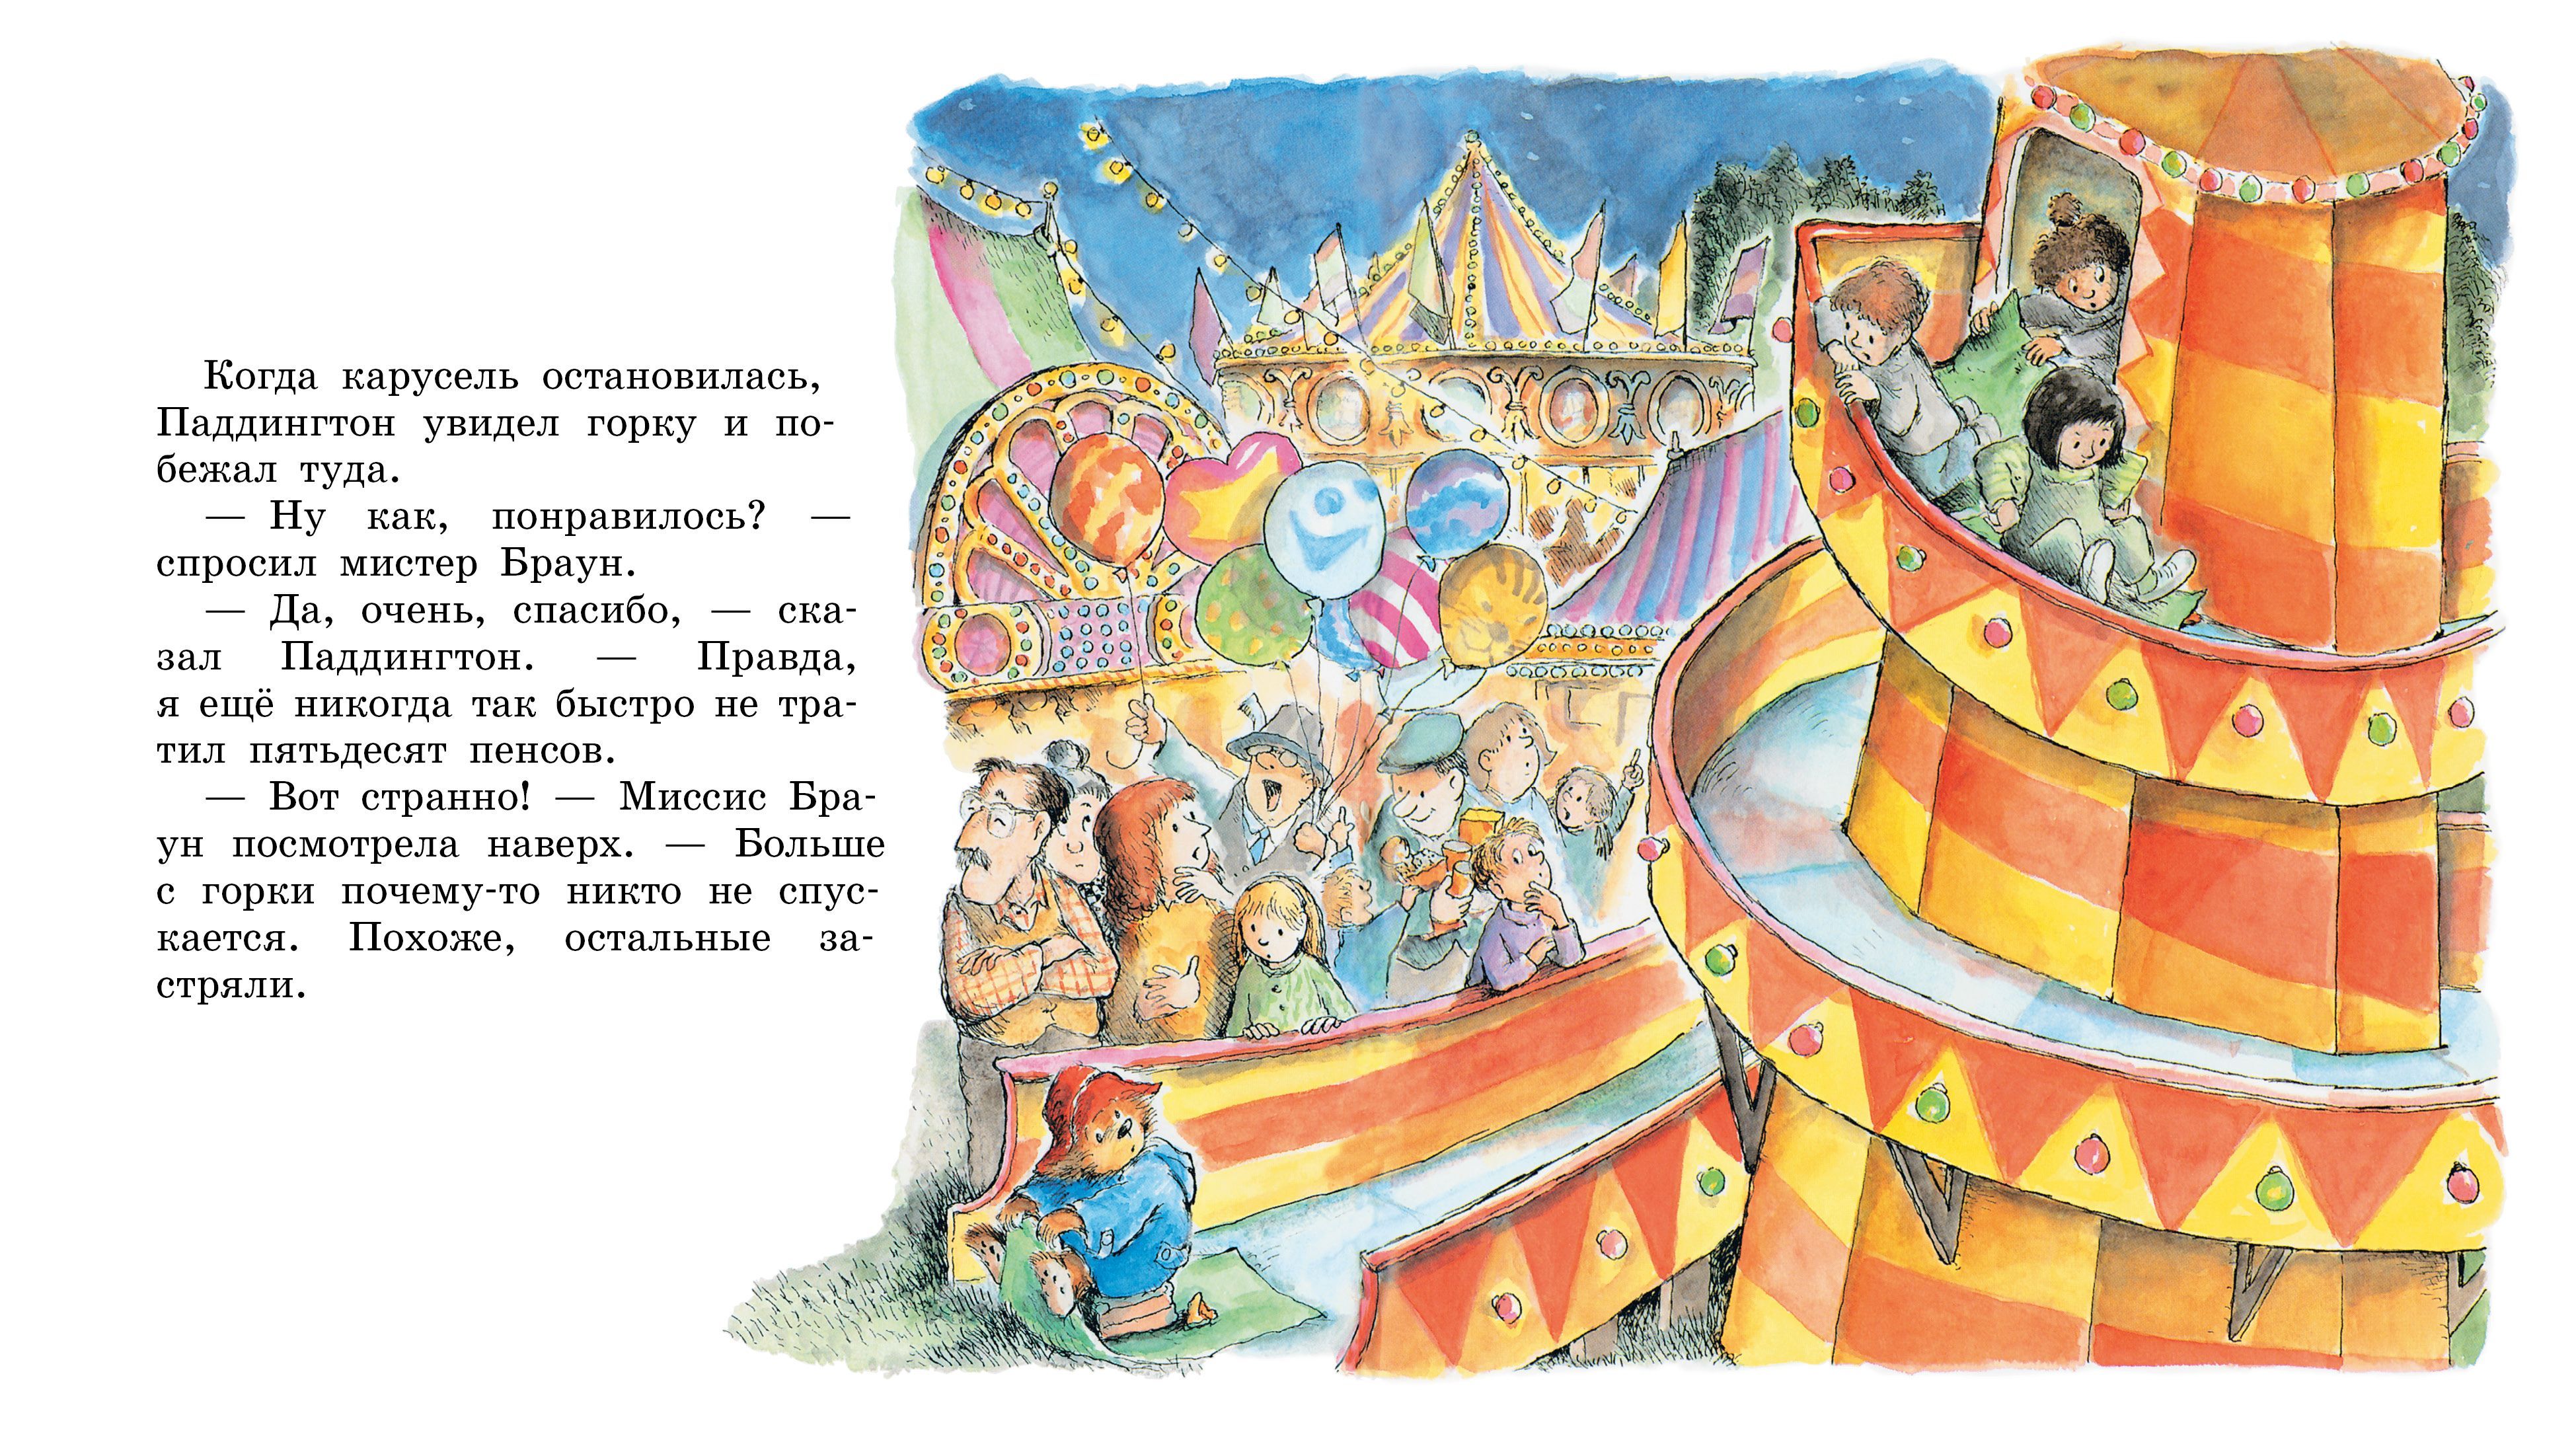 Когда карусель остановилась,
Паддингтон увидел горку и по-
бежал туда.
— Ну как, понравилось? —
спросил мистер Браун.
— Да, очень, спасибо, — ска-
зал Паддингтон. — Правда,
я ещё никогда так быстро не тра-
тил пятьдесят пенсов.
— Вот странно! — Миссис Бра-
ун посмотрела наверх. — Больше
с горки почему-то никто не спус-
кается. Похоже, остальные за-
стряли.